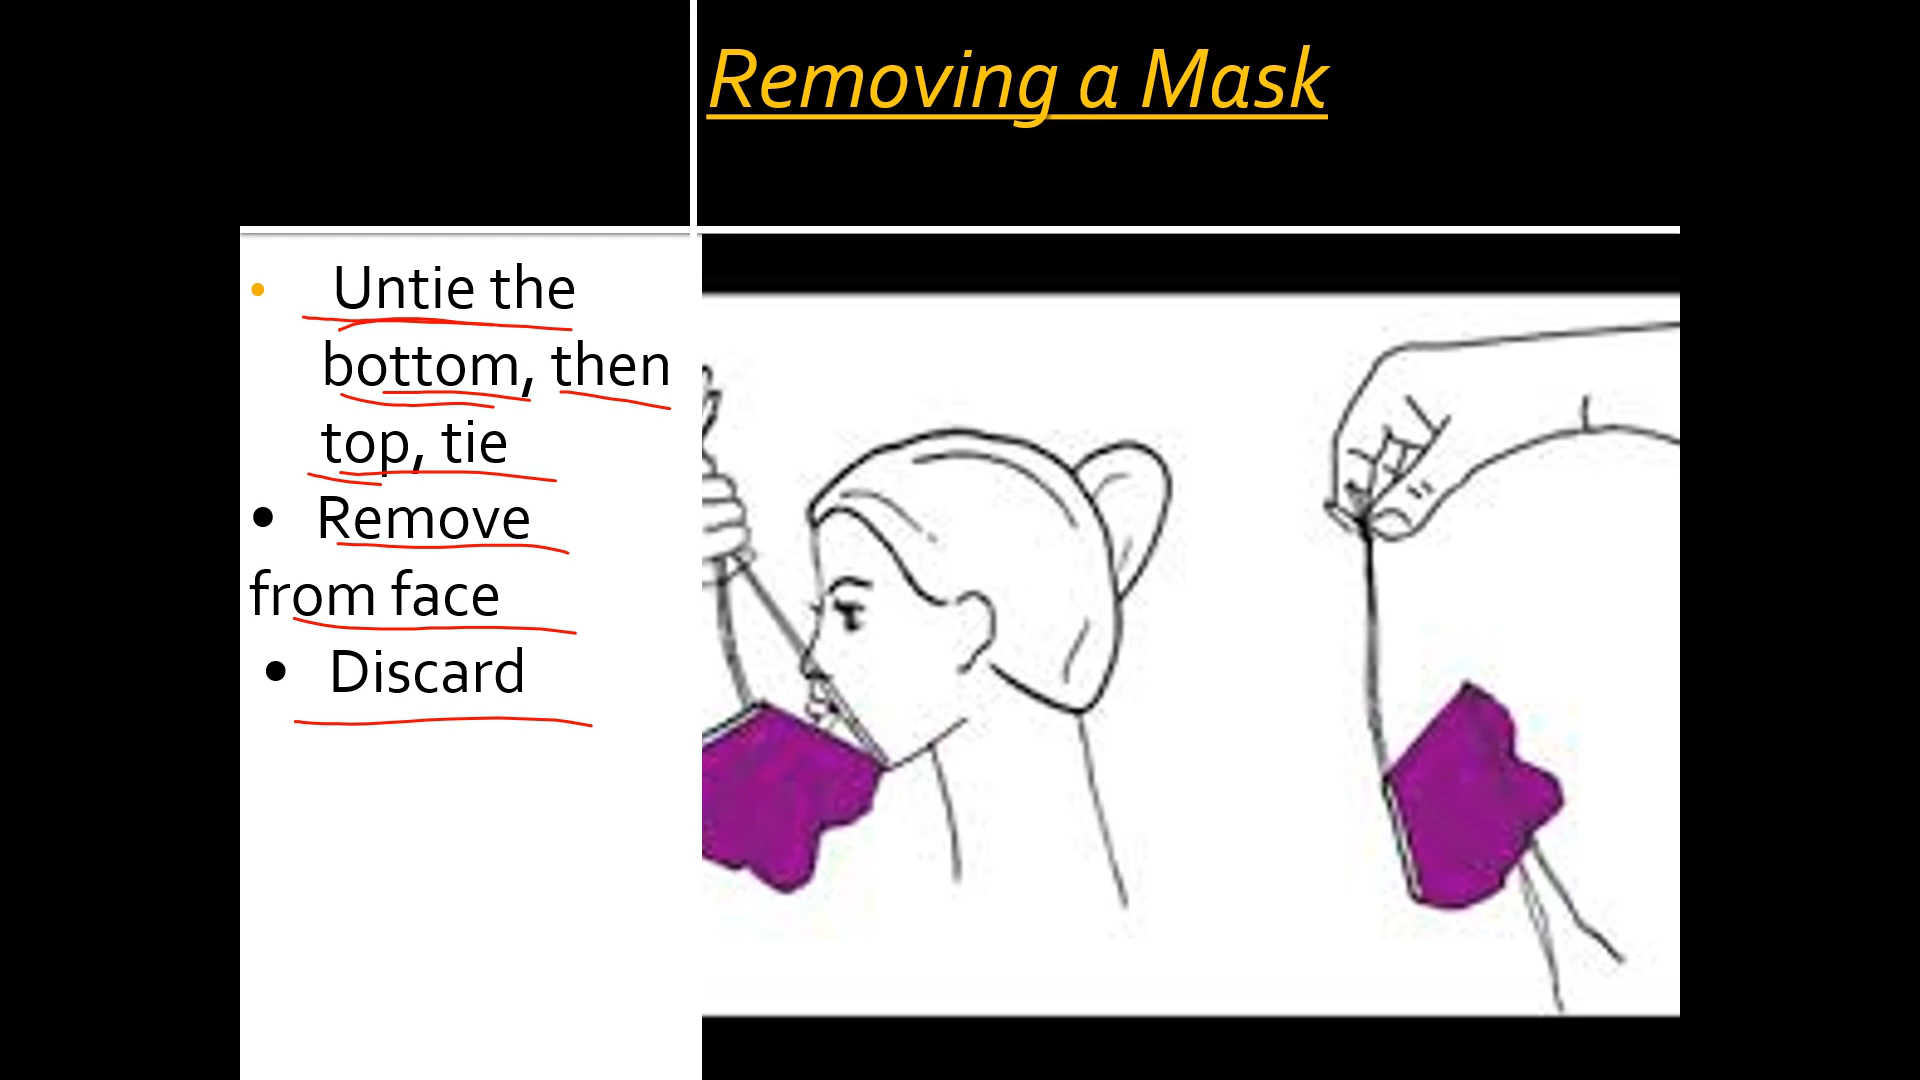 Removing a Mask
• Untie the
bottom, then
top, tie
• Remove
from face
• Discard